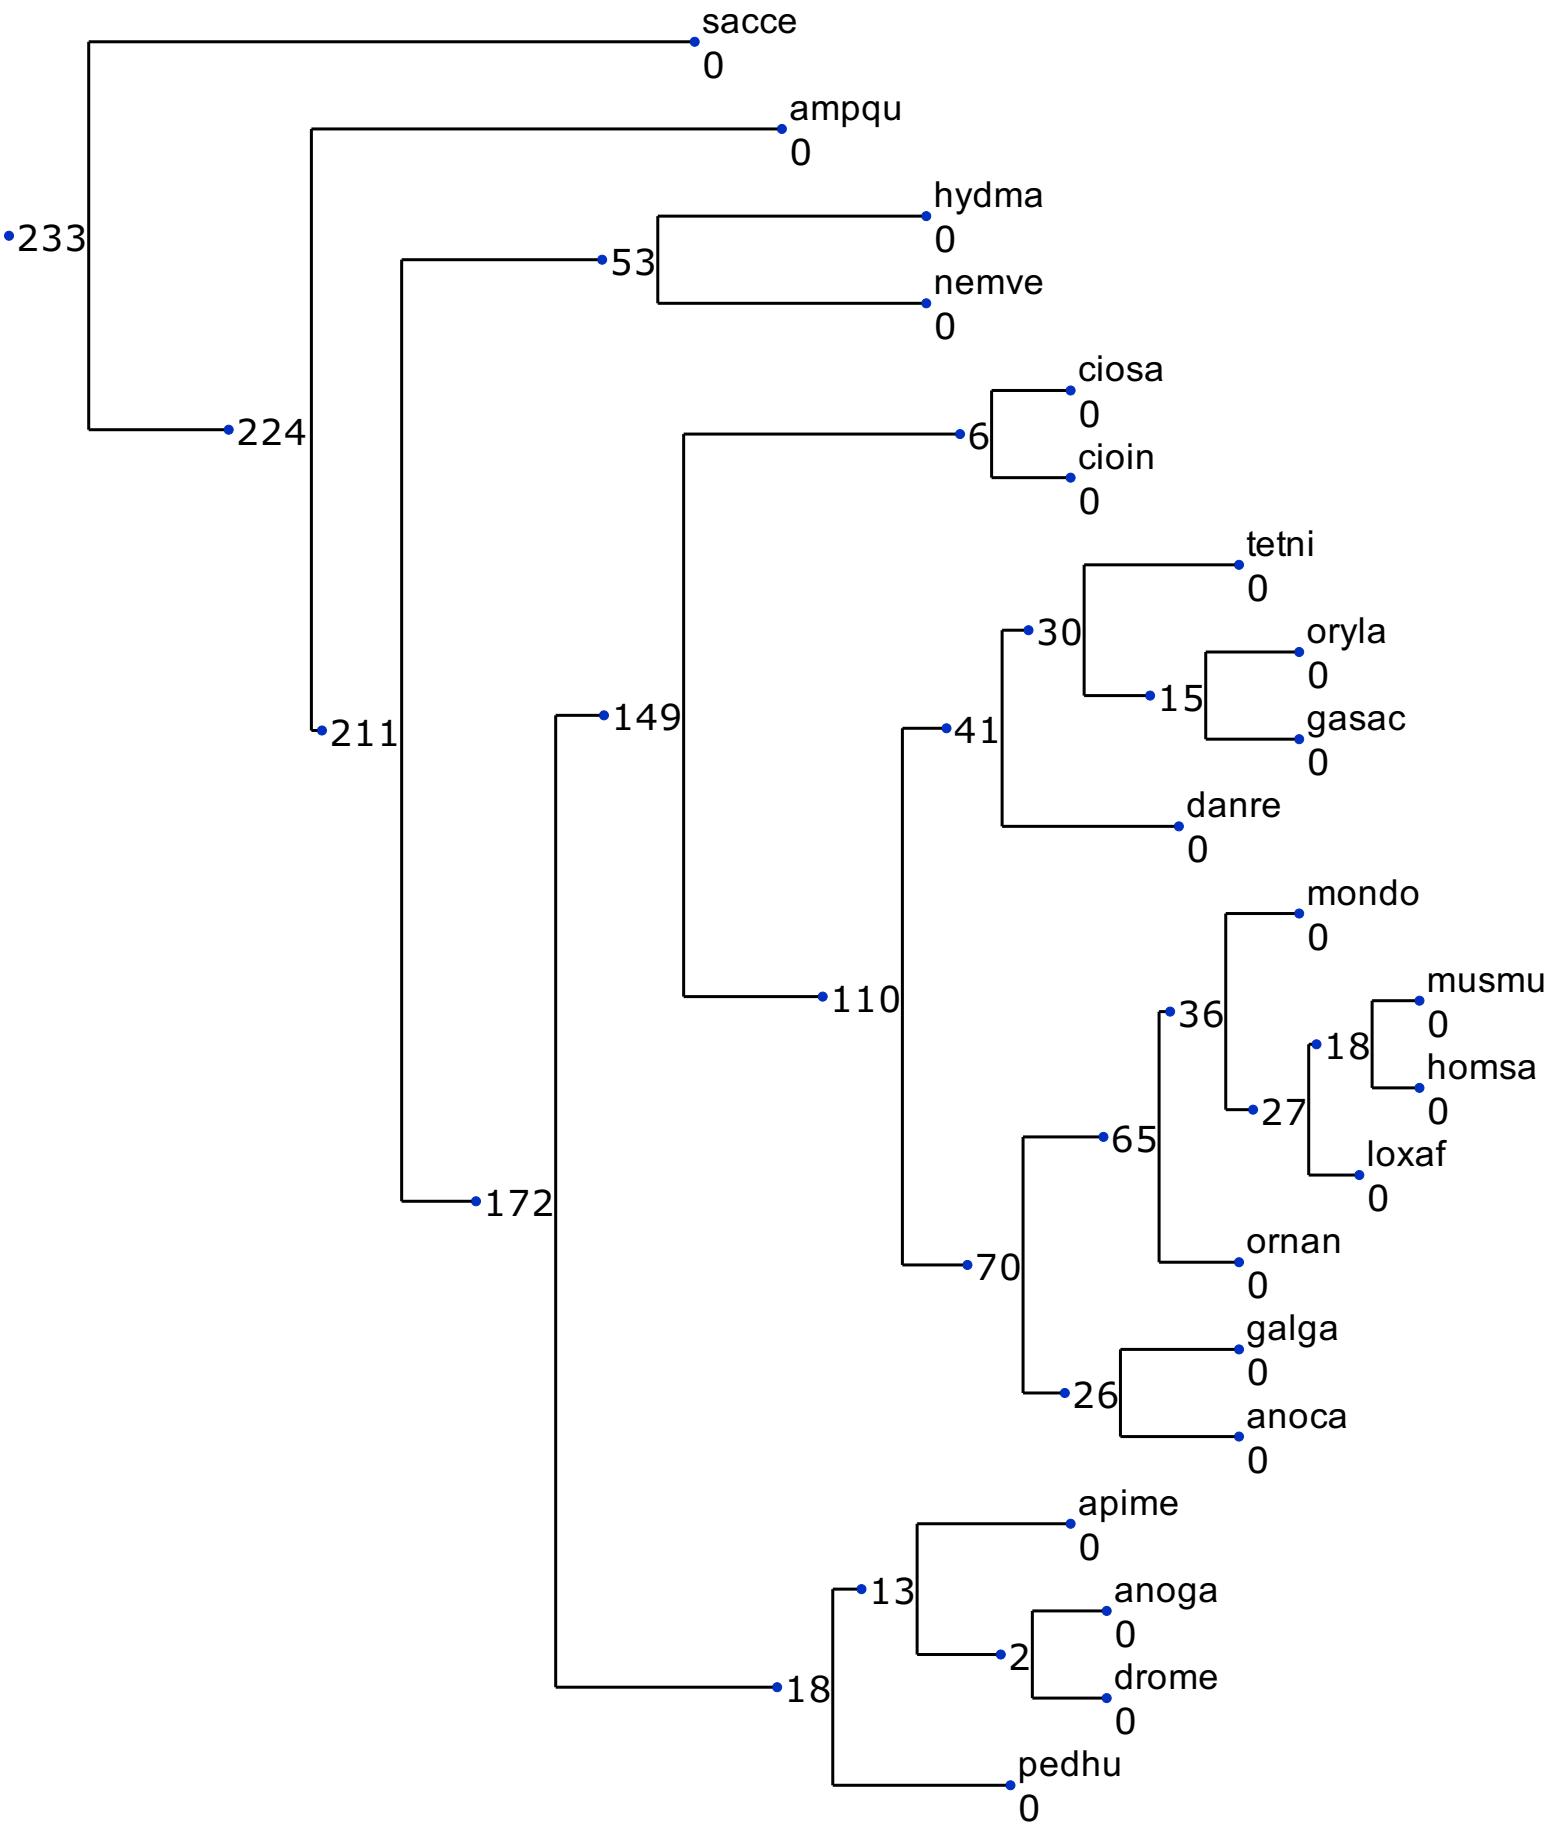 sacce
0
ampqu
0
hydma
0
233
53
nemve
0
ciosa
0
224
6
cioin
0
tetni
0
30
oryla
0
15
149
211
41
gasac
0
danre
0
mondo
0
110
36
musmu
0
18
homsa
0
27
65
loxaf
0
172
ornan
0
70
galga
0
26
anoca
0
apime
0
13
anoga
0
2
drome
0
18
pedhu
0